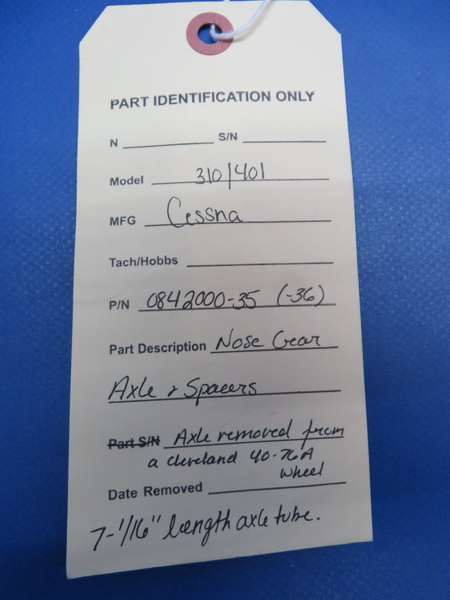 PART IDENTIFICATION ONLY
N S/N
Model 310/401
MFG Cessna
Tach/Hobbs
P/N 0842000-35 (-36)
Part Description Nose Gear
Axle & Spacers
Part S/N Axle removed from
a cleveland 40-76A
wheel
Date Removed
7-1/16" length axle tube.